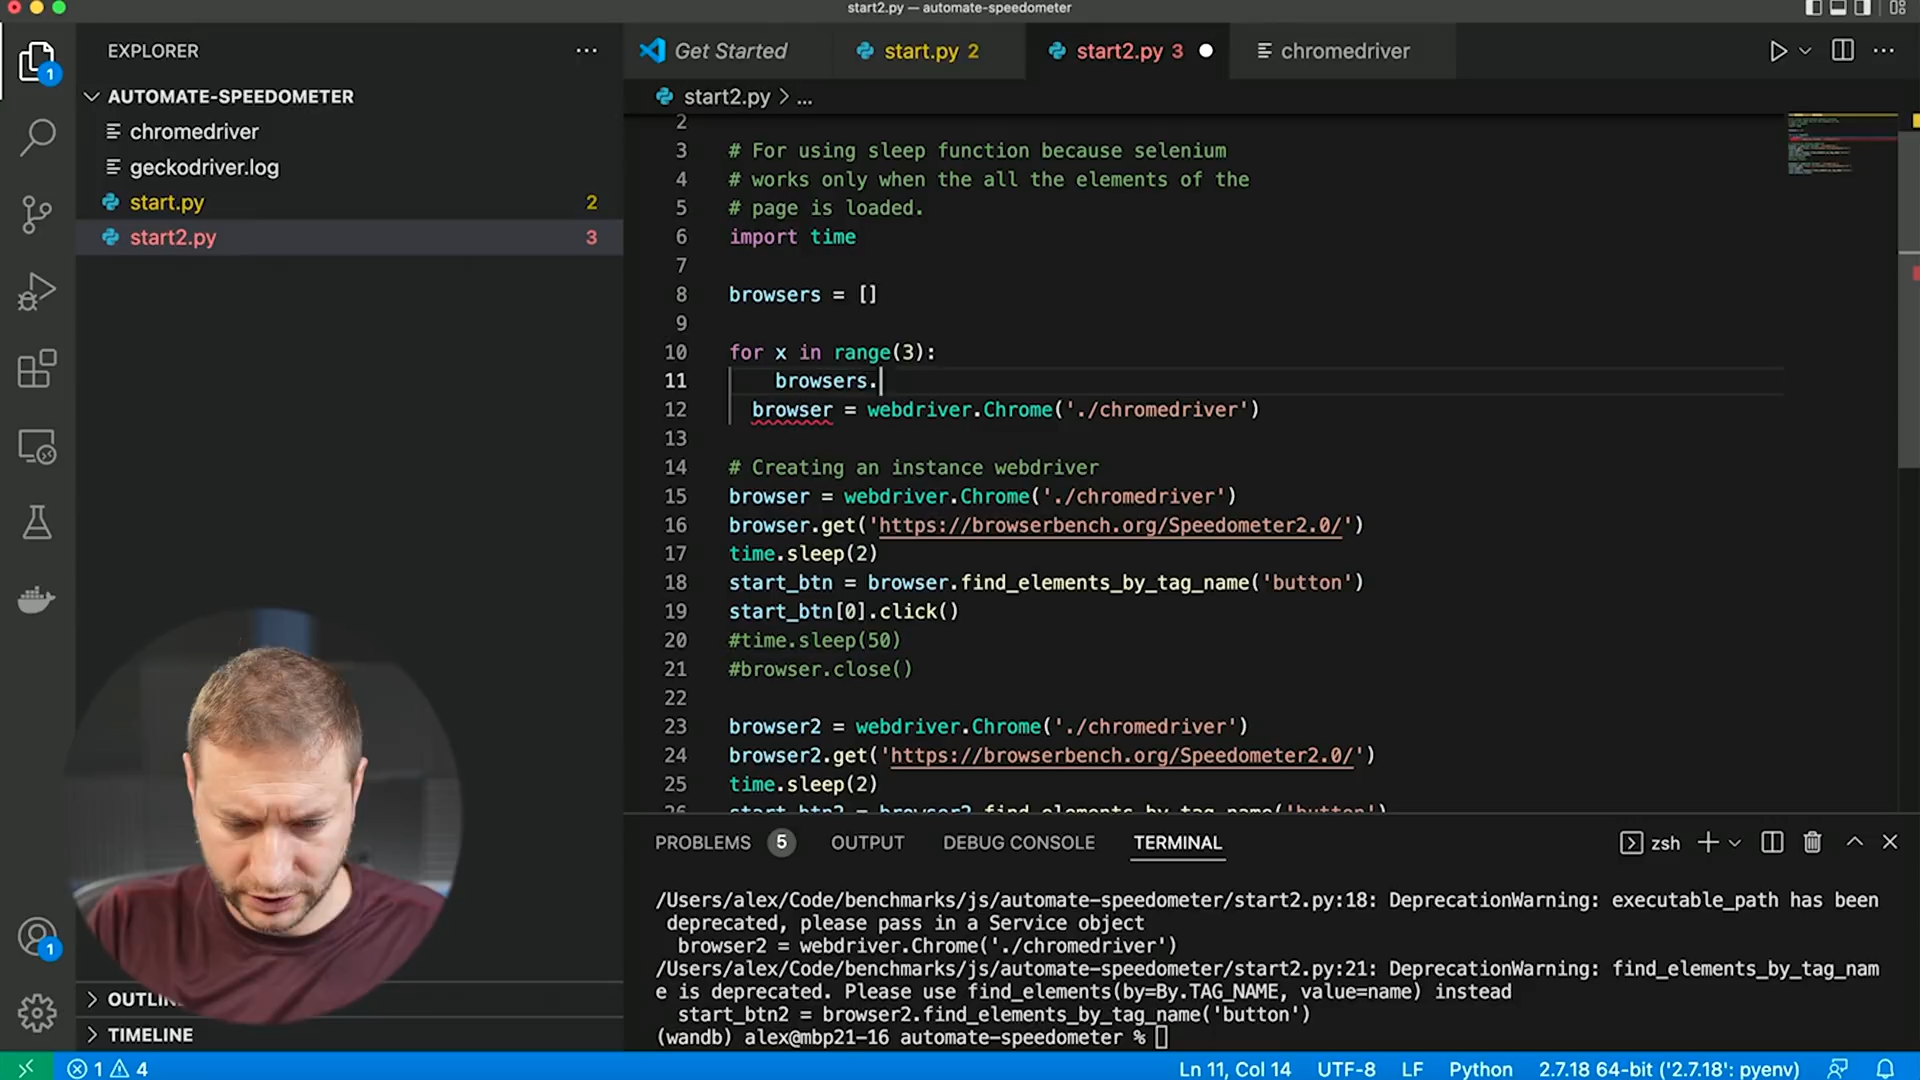 start2.py — automate-speedometer
EXPLORER
Get Started
start.py 2
start2.py 3
chromedriver
AUTOMATE-SPEEDOMETER
start2.py > ...
chromedriver
geckodriver.log
start.py 2
start2.py 3
1
2
3 # For using sleep function because selenium
4 # works only when the all the elements of the
5 # page is loaded.
6 import time
7
8 browsers = []
9
10 for x in range(3):
11 browsers.
12 browser = webdriver.Chrome('./chromedriver')
13
14 # Creating an instance webdriver
15 browser = webdriver.Chrome('./chromedriver')
16 browser.get('https://browserbench.org/Speedometer2.0/')
17 time.sleep(2)
18 start_btn = browser.find_elements_by_tag_name('button')
19 start_btn[0].click()
20 #time.sleep(50)
21 #browser.close()
22
23 browser2 = webdriver.Chrome('./chromedriver')
24 browser2.get('https://browserbench.org/Speedometer2.0/')
25 time.sleep(2)
26 start_btn2 = browser2.find_elements_by_tag_name('button')
PROBLEMS 5 OUTPUT DEBUG CONSOLE TERMINAL
zsh
/Users/alex/Code/benchmarks/js/automate-speedometer/start2.py:18: DeprecationWarning: executable_path has been
deprecated, please pass in a Service object
browser2 = webdriver.Chrome('./chromedriver')
/Users/alex/Code/benchmarks/js/automate-speedometer/start2.py:21: DeprecationWarning: find_elements_by_tag_nam
e is deprecated. Please use find_elements(by=By.TAG_NAME, value=name) instead
start_btn2 = browser2.find_elements_by_tag_name('button')
(wandb) alex@mbp21-16 automate-speedometer %
1
TIMELINE
1 4
Ln 11, Col 14 UTF-8 LF Python 2.7.18 64-bit ('2.7.18': pyenv)